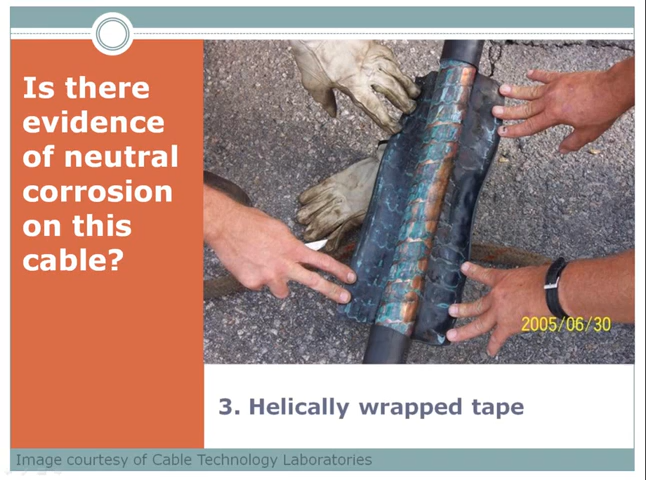 Is there
evidence
of neutral
corrosion
on this
cable?
2005/06/30
3. Helically wrapped tape
Image courtesy of Cable Technology Laboratories